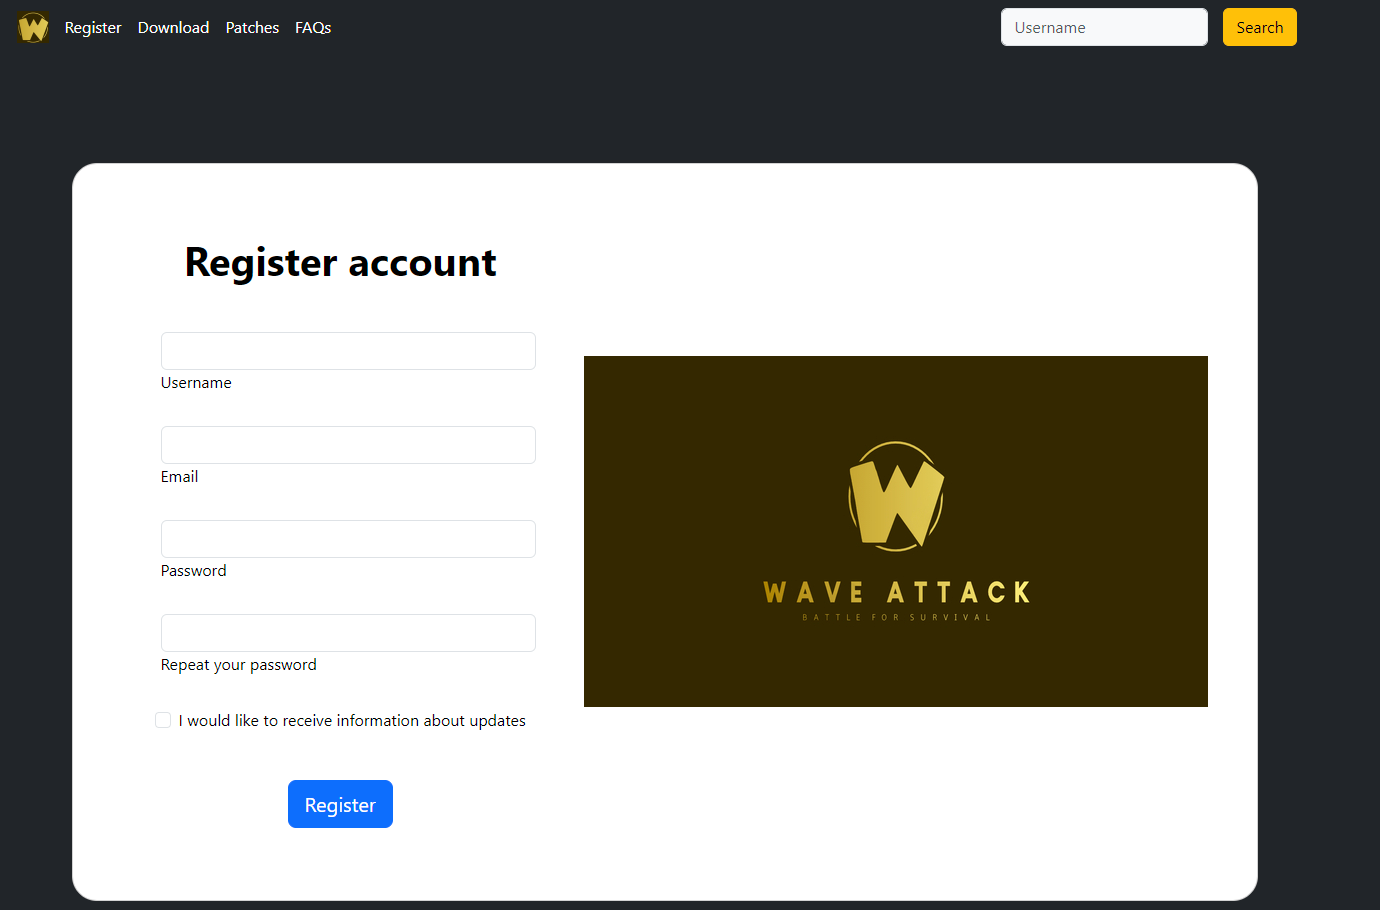 W Register Download Patches FAQs Username Search
Register account
Username
Email
Password
Repeat your password
I would like to receive information about updates
Register
W
WAVE ATTACK
BATTLE FOR SURVIVAL